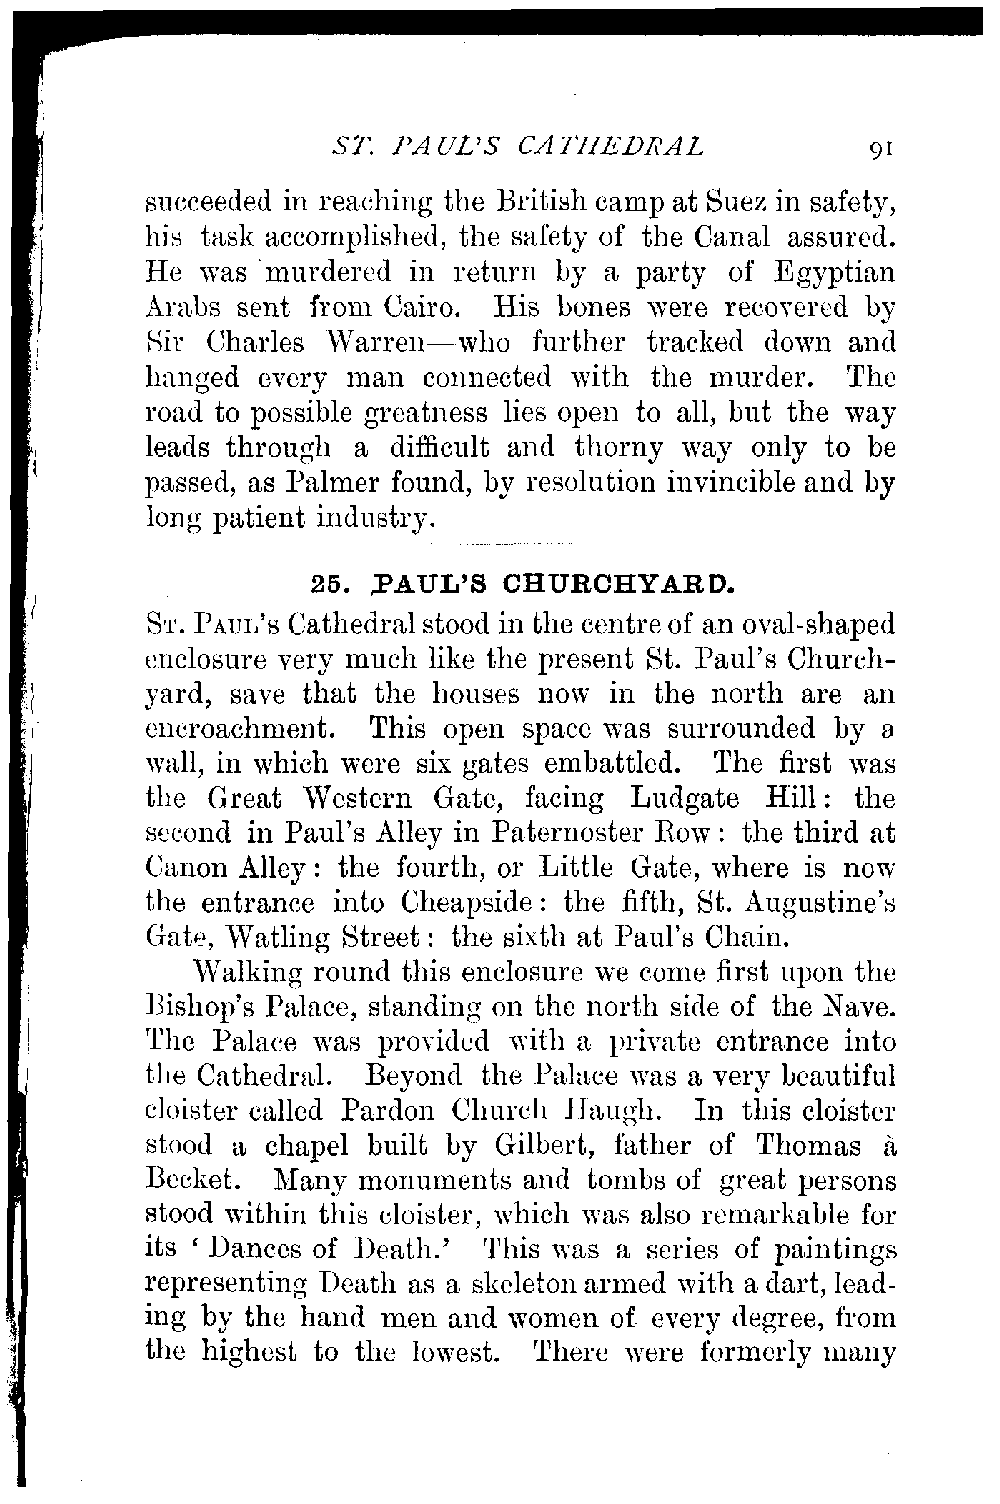 ST. PAUL'S CATHEDRAL 91
succeeded in reaching the British camp at Suez in safety,
his task accomplished, the safety of the Canal assured.
He was murdered in return by a party of Egyptian
Arabs sent from Cairo. His bones were recovered by
Sir Charles Warren—who further tracked down and
hanged every man connected with the murder. The
road to possible greatness lies open to all, but the way
leads through a difficult and thorny way only to be
passed, as Palmer found, by resolution invincible and by
long patient industry.
25. PAUL'S CHURCHYARD.
ST. PAUL'S Cathedral stood in the centre of an oval-shaped
enclosure very much like the present St. Paul's Church-
yard, save that the houses now in the north are an
encroachment. This open space was surrounded by a
wall, in which were six gates embattled. The first was
the Great Western Gate, facing Ludgate Hill: the
second in Paul's Alley in Paternoster Row: the third at
Canon Alley: the fourth, or Little Gate, where is now
the entrance into Cheapside: the fifth, St. Augustine's
Gate, Watling Street: the sixth at Paul's Chain.
Walking round this enclosure we come first upon the
Bishop's Palace, standing on the north side of the Nave.
The Palace was provided with a private entrance into
the Cathedral. Beyond the Palace was a very beautiful
cloister called Pardon Church Haugh. In this cloister
stood a chapel built by Gilbert, father of Thomas à
Becket. Many monuments and tombs of great persons
stood within this cloister, which was also remarkable for
its 'Dances of Death.' This was a series of paintings
representing Death as a skeleton armed with a dart, lead-
ing by the hand men and women of every degree, from
the highest to the lowest. There were formerly many